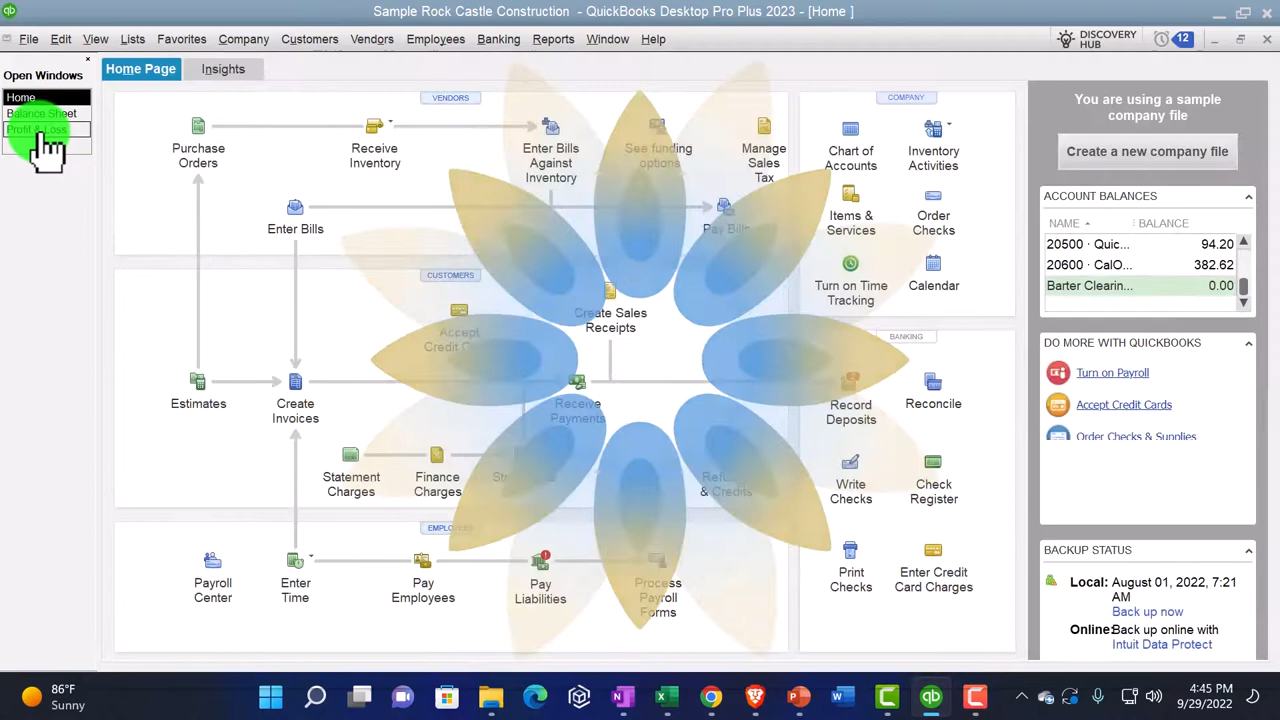 Sample Rock Castle Construction - QuickBooks Desktop Pro Plus 2023 - [Home ]
File Edit View Lists Favorites Company Customers Vendors Employees Banking Reports Window Help
DISCOVERY
HUB
12
Open Windows
Home
Balance Sheet
Profit & Loss
Home Page
Insights
VENDORS
Purchase
Orders
Receive
Inventory
Enter Bills
Against
Inventory
See funding
options
Manage
Sales
Tax
Enter Bills
Pay Bills
CUSTOMERS
Accept
Credit
Create Sales
Receipts
Estimates
Create
Invoices
Receive
Payments
Statement
Charges
Finance
Charges
& Credits
Enter
Time
Payroll
Center
Pay
Employees
Pay
Liabilities
Process
Payroll
Forms
COMPANY
Chart of
Accounts
Inventory
Activities
Items &
Services
Order
Checks
Turn on Time
Tracking
Calendar
BANKING
Record
Deposits
Reconcile
Write
Checks
Check
Register
Print
Checks
Enter Credit
Card Charges
You are using a sample
company file
Create a new company file
ACCOUNT BALANCES
NAME BALANCE
20500 · Quic... 94.20
20600 · CalO... 382.62
Barter Clearin... 0.00
DO MORE WITH QUICKBOOKS
Turn on Payroll
Accept Credit Cards
Order Checks & Supplies
BACKUP STATUS
Local: August 01, 2022, 7:21
AM
Back up now
Online: Back up online with
Intuit Data Protect
86°F
Sunny
4:45 PM
9/29/2022